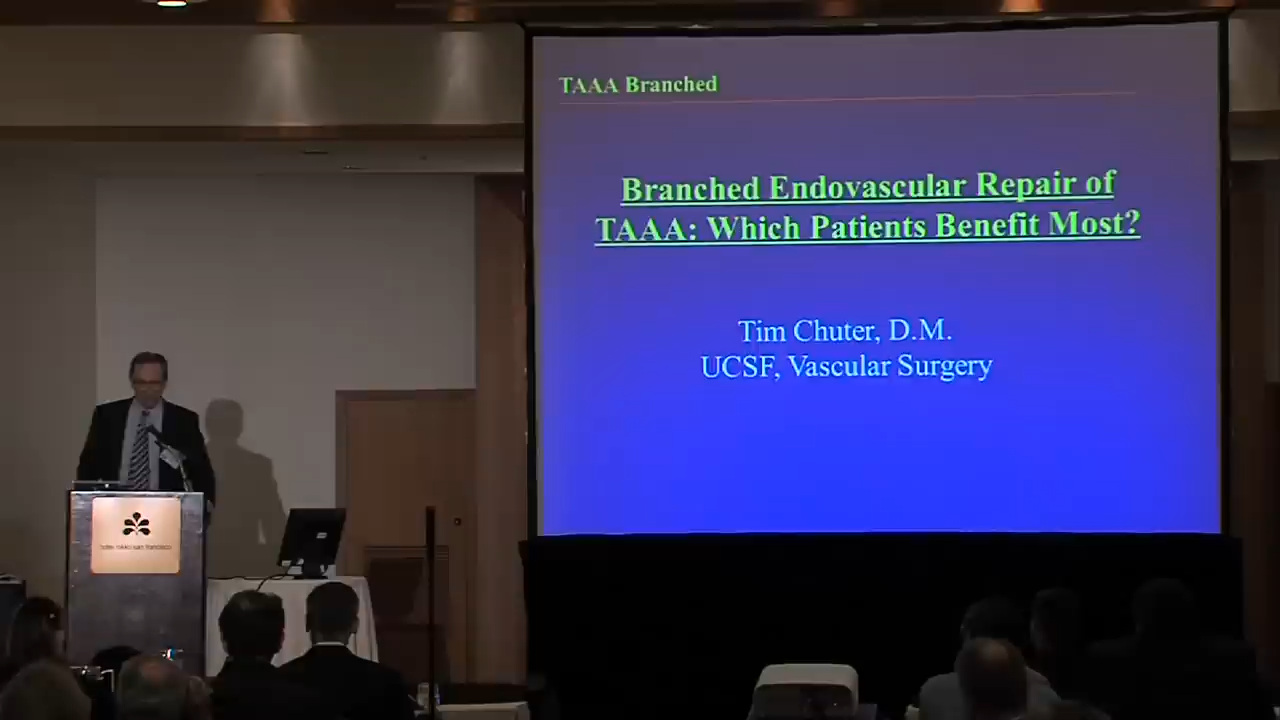 TAAA Branched
Branched Endovascular Repair of
TAAA: Which Patients Benefit Most?
Tim Chuter, D.M.
UCSF, Vascular Surgery